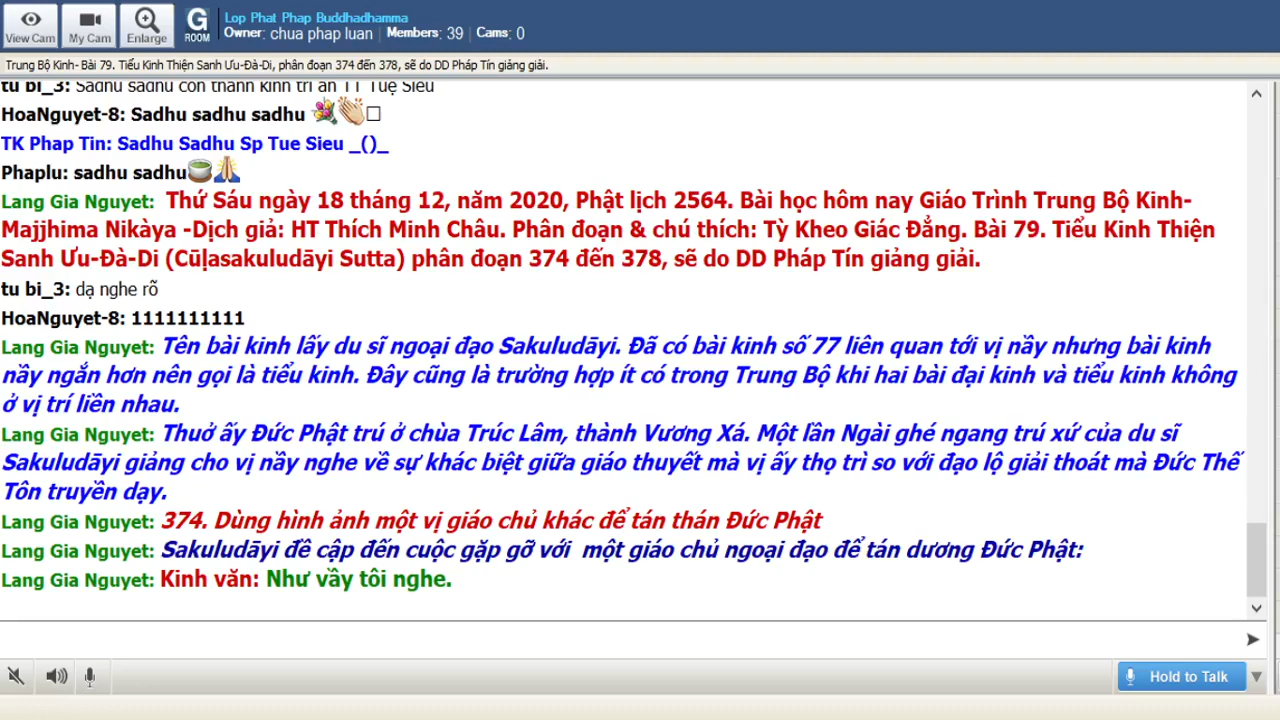 View Cam
My Cam
Enlarge
G
ROOM
Lop Phat Phap Buddhadhamma
Owner: chua phap luan Members: 39 Cams: 0
Trung Bộ Kinh- Bài 79. Tiểu Kinh Thiện Sanh Ưu-Đà-Di, phân đoạn 374 đến 378, sẽ do DD Pháp Tín giảng giải.
tu bi_3: Sadhu sadhu con thành kính tri ân TT Tuệ Siêu
HoaNguyet-8: Sadhu sadhu sadhu
TK Phap Tin: Sadhu Sadhu Sp Tue Sieu _()_
Phaplu: sadhu sadhu
Lang Gia Nguyet: Thứ Sáu ngày 18 tháng 12, năm 2020, Phật lịch 2564. Bài học hôm nay Giáo Trình Trung Bộ Kinh-
Majjhima Nikàya -Dịch giả: HT Thích Minh Châu. Phân đoạn & chú thích: Tỳ Kheo Giác Đẳng. Bài 79. Tiểu Kinh Thiện
Sanh Ưu-Đà-Di (Cūḷasakuludāyi Sutta) phân đoạn 374 đến 378, sẽ do DD Pháp Tín giảng giải.
tu bi_3: dạ nghe rõ
HoaNguyet-8: 1111111111
Lang Gia Nguyet: Tên bài kinh lấy du sĩ ngoại đạo Sakuludāyi. Đã có bài kinh số 77 liên quan tới vị nầy nhưng bài kinh
nầy ngắn hơn nên gọi là tiểu kinh. Đây cũng là trường hợp ít có trong Trung Bộ khi hai bài đại kinh và tiểu kinh không
ở vị trí liền nhau.
Lang Gia Nguyet: Thuở ấy Đức Phật trú ở chùa Trúc Lâm, thành Vương Xá. Một lần Ngài ghé ngang trú xứ của du sĩ
Sakuludāyi giảng cho vị nầy nghe về sự khác biệt giữa giáo thuyết mà vị ấy thọ trì so với đạo lộ giải thoát mà Đức Thế
Tôn truyền dạy.
Lang Gia Nguyet: 374. Dùng hình ảnh một vị giáo chủ khác để tán thán Đức Phật
Lang Gia Nguyet: Sakuludāyi đề cập đến cuộc gặp gỡ với một giáo chủ ngoại đạo để tán dương Đức Phật:
Lang Gia Nguyet: Kinh văn: Như vầy tôi nghe.
Hold to Talk